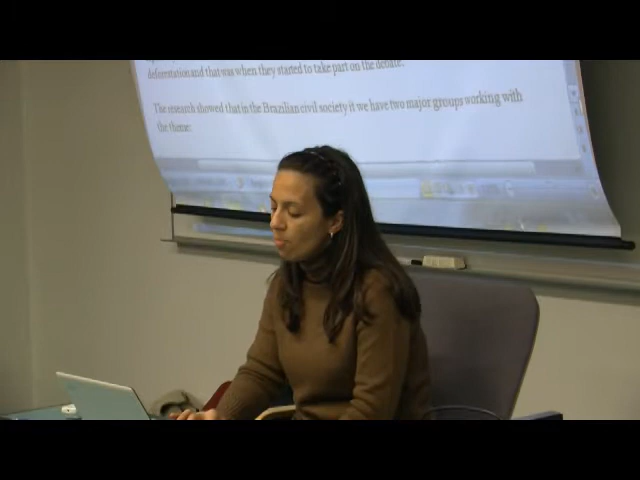 deforestation and that was when they started to take part on the debate.
The research showed that in the Brazilian civil society it we have two major groups working with
the theme: